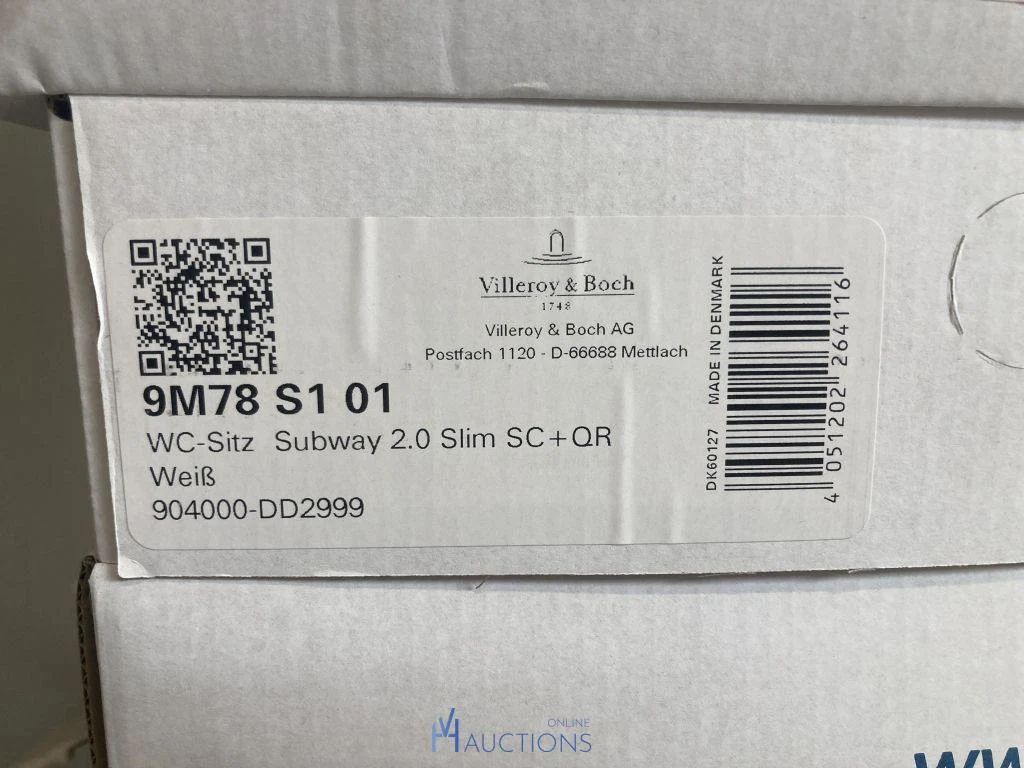 Villeroy & Boch
1748
Villeroy & Boch AG
Postfach 1120 - D-66688 Mettlach
9M78 S1 01
WC-Sitz Subway 2.0 Slim SC+QR
Weiß
904000-DD2999
DK60127 MADE IN DENMARK
4 051202 264116
ONLINE
HAUCTIONS